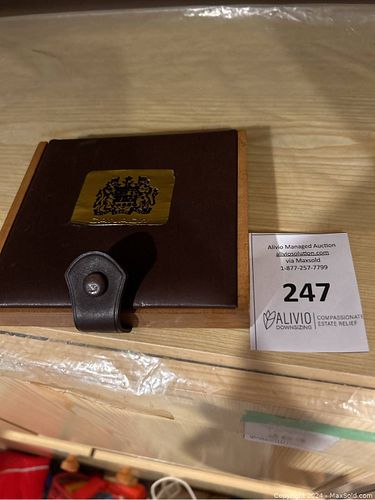 CANADA
Alivio Managed Auction
aliviosolution.com
via Maxsold
1-877-257-7799
247
ALIVIO
DOWNSIZING
COMPASSIONATE
ESTATE RELIEF
Copyright 2024 - MaxSold.com